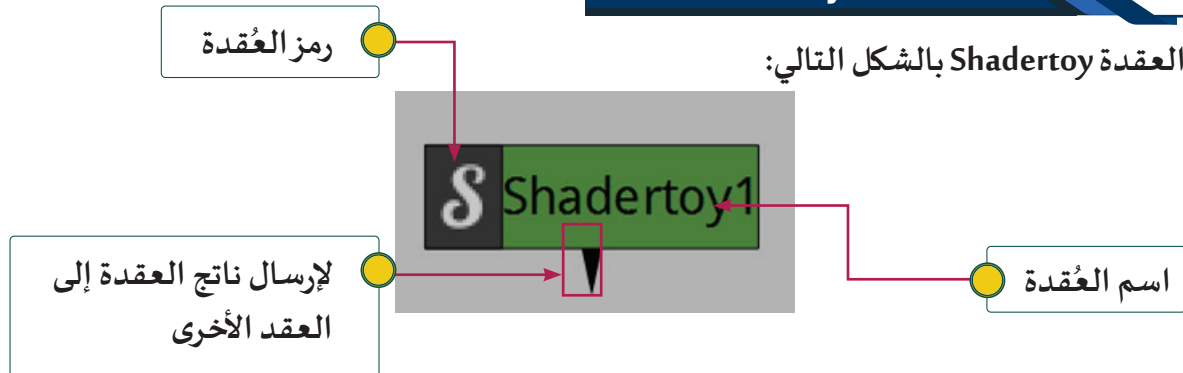 العقدة Shadertoy بالشكل التالي:
رمز العُقدة
S Shadertoy1
اسم العُقدة
لإرسال ناتج العقدة إلى
العقد الأخرى